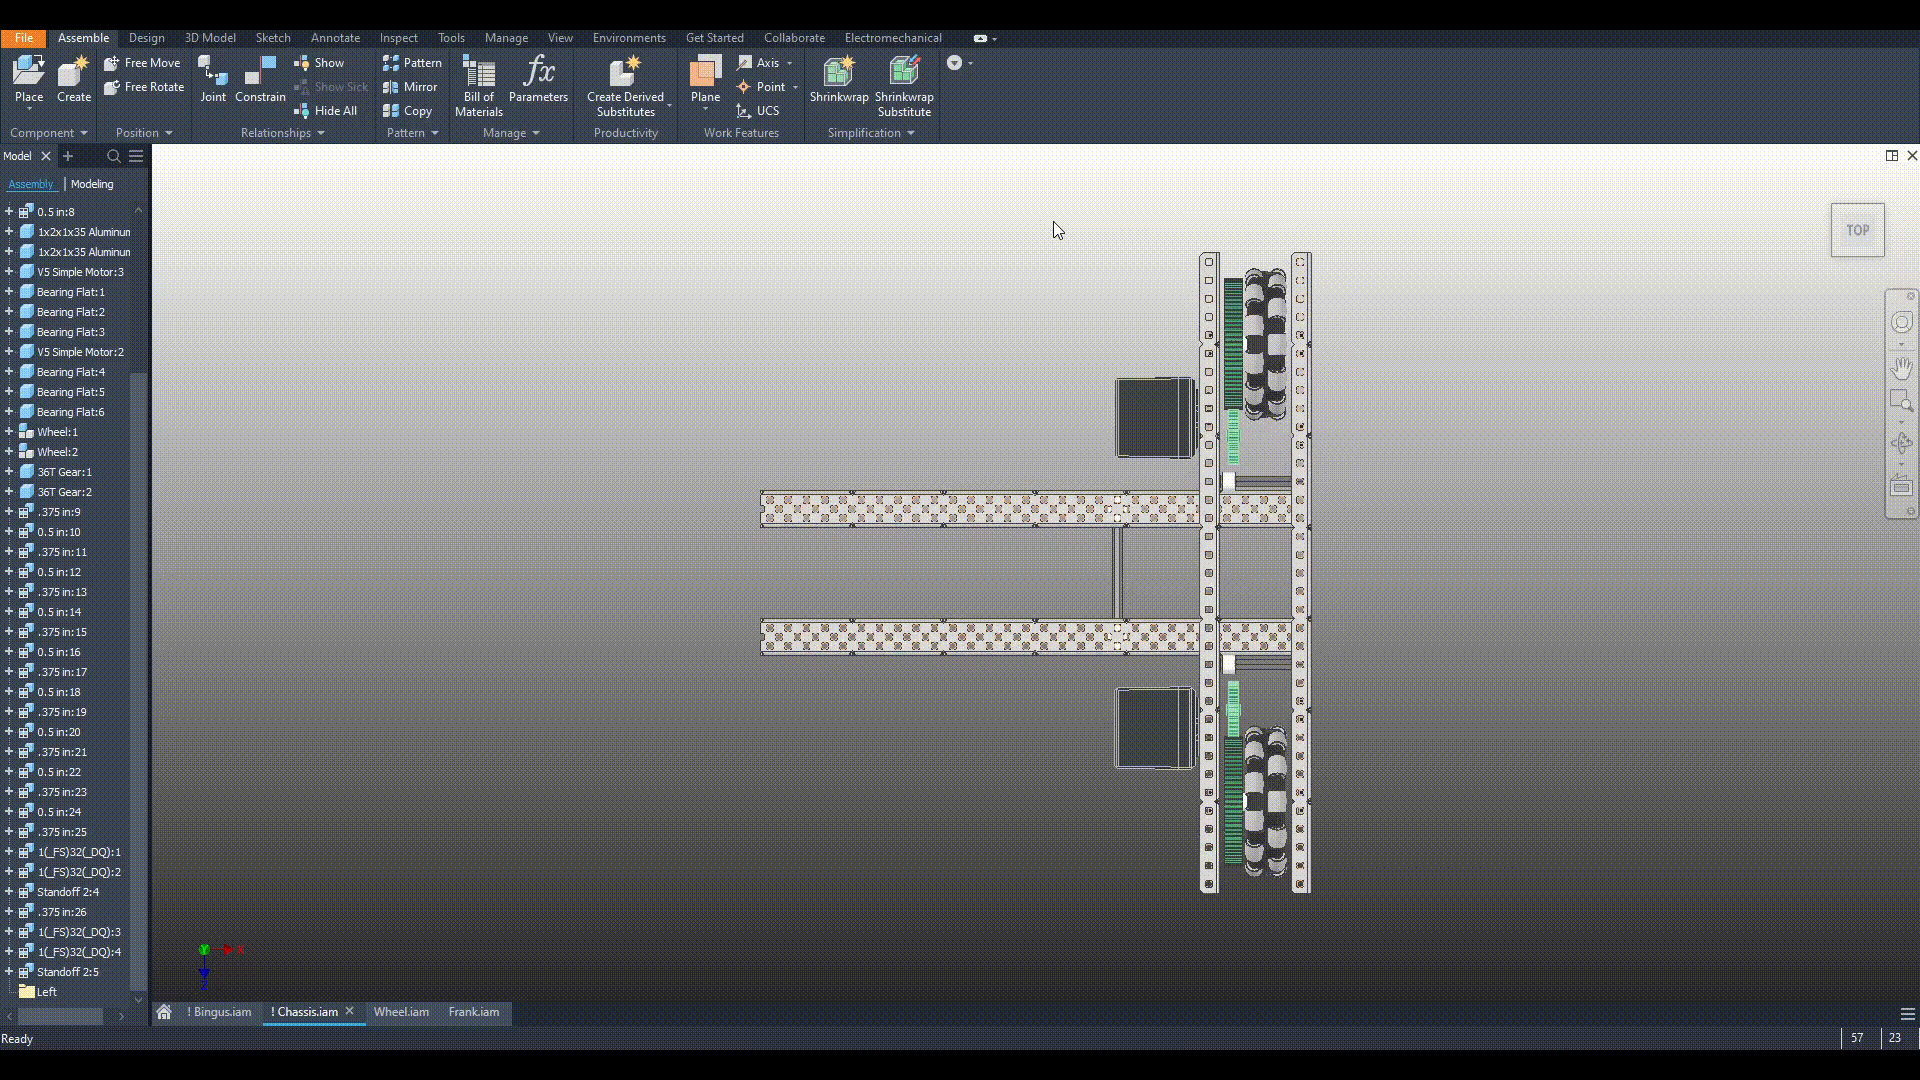 File Assemble Design 3D Model Sketch Annotate Inspect Tools Manage View Environments Get Started Collaborate Electromechanical
Place Create Free Move Free Rotate Joint Constrain Show Show Sick Hide All Pattern Mirror Copy Bill of Materials Parameters Create Derived Substitutes Plane Axis Point UCS Shrinkwrap Shrinkwrap Substitute
Component Position Relationships Pattern Manage Productivity Work Features Simplification
Model
Assembly | Modeling
0.5 in:8
1x2x1x35 Aluminum
1x2x1x35 Aluminum
V5 Simple Motor:3
Bearing Flat:1
Bearing Flat:2
Bearing Flat:3
V5 Simple Motor:2
Bearing Flat:4
Bearing Flat:5
Bearing Flat:6
Wheel:1
Wheel:2
36T Gear:1
36T Gear:2
.375 in:9
0.5 in:10
.375 in:11
0.5 in:12
.375 in:13
0.5 in:14
.375 in:15
0.5 in:16
.375 in:17
0.5 in:18
.375 in:19
0.5 in:20
.375 in:21
0.5 in:22
.375 in:23
0.5 in:24
.375 in:25
1(_FS)32(_DQ):1
1(_FS)32(_DQ):2
Standoff 2:4
.375 in:26
1(_FS)32(_DQ):3
1(_FS)32(_DQ):4
Standoff 2:5
Left
TOP
X
Y
Z
! Bingus.iam ! Chassis.iam Wheel.iam Frank.iam
Ready 57 23